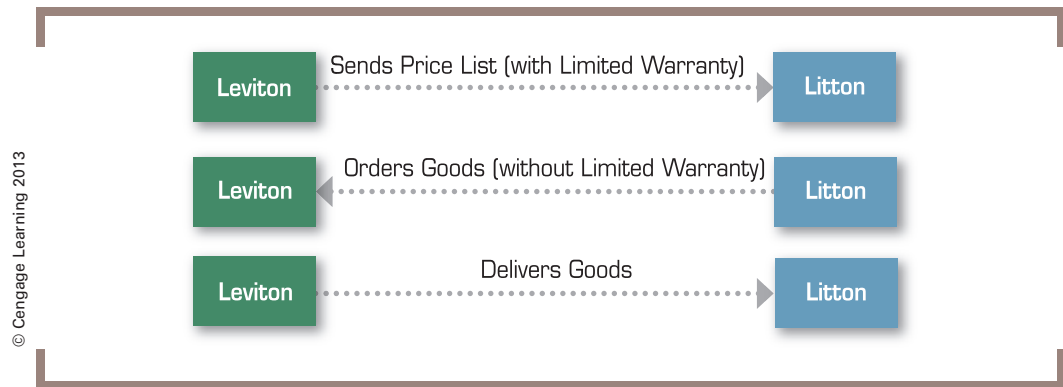 Leviton
Sends Price List (with Limited Warranty)
Litton
Leviton
Orders Goods (without Limited Warranty)
Litton
Leviton
Delivers Goods
Litton
© Cengage Learning 2013